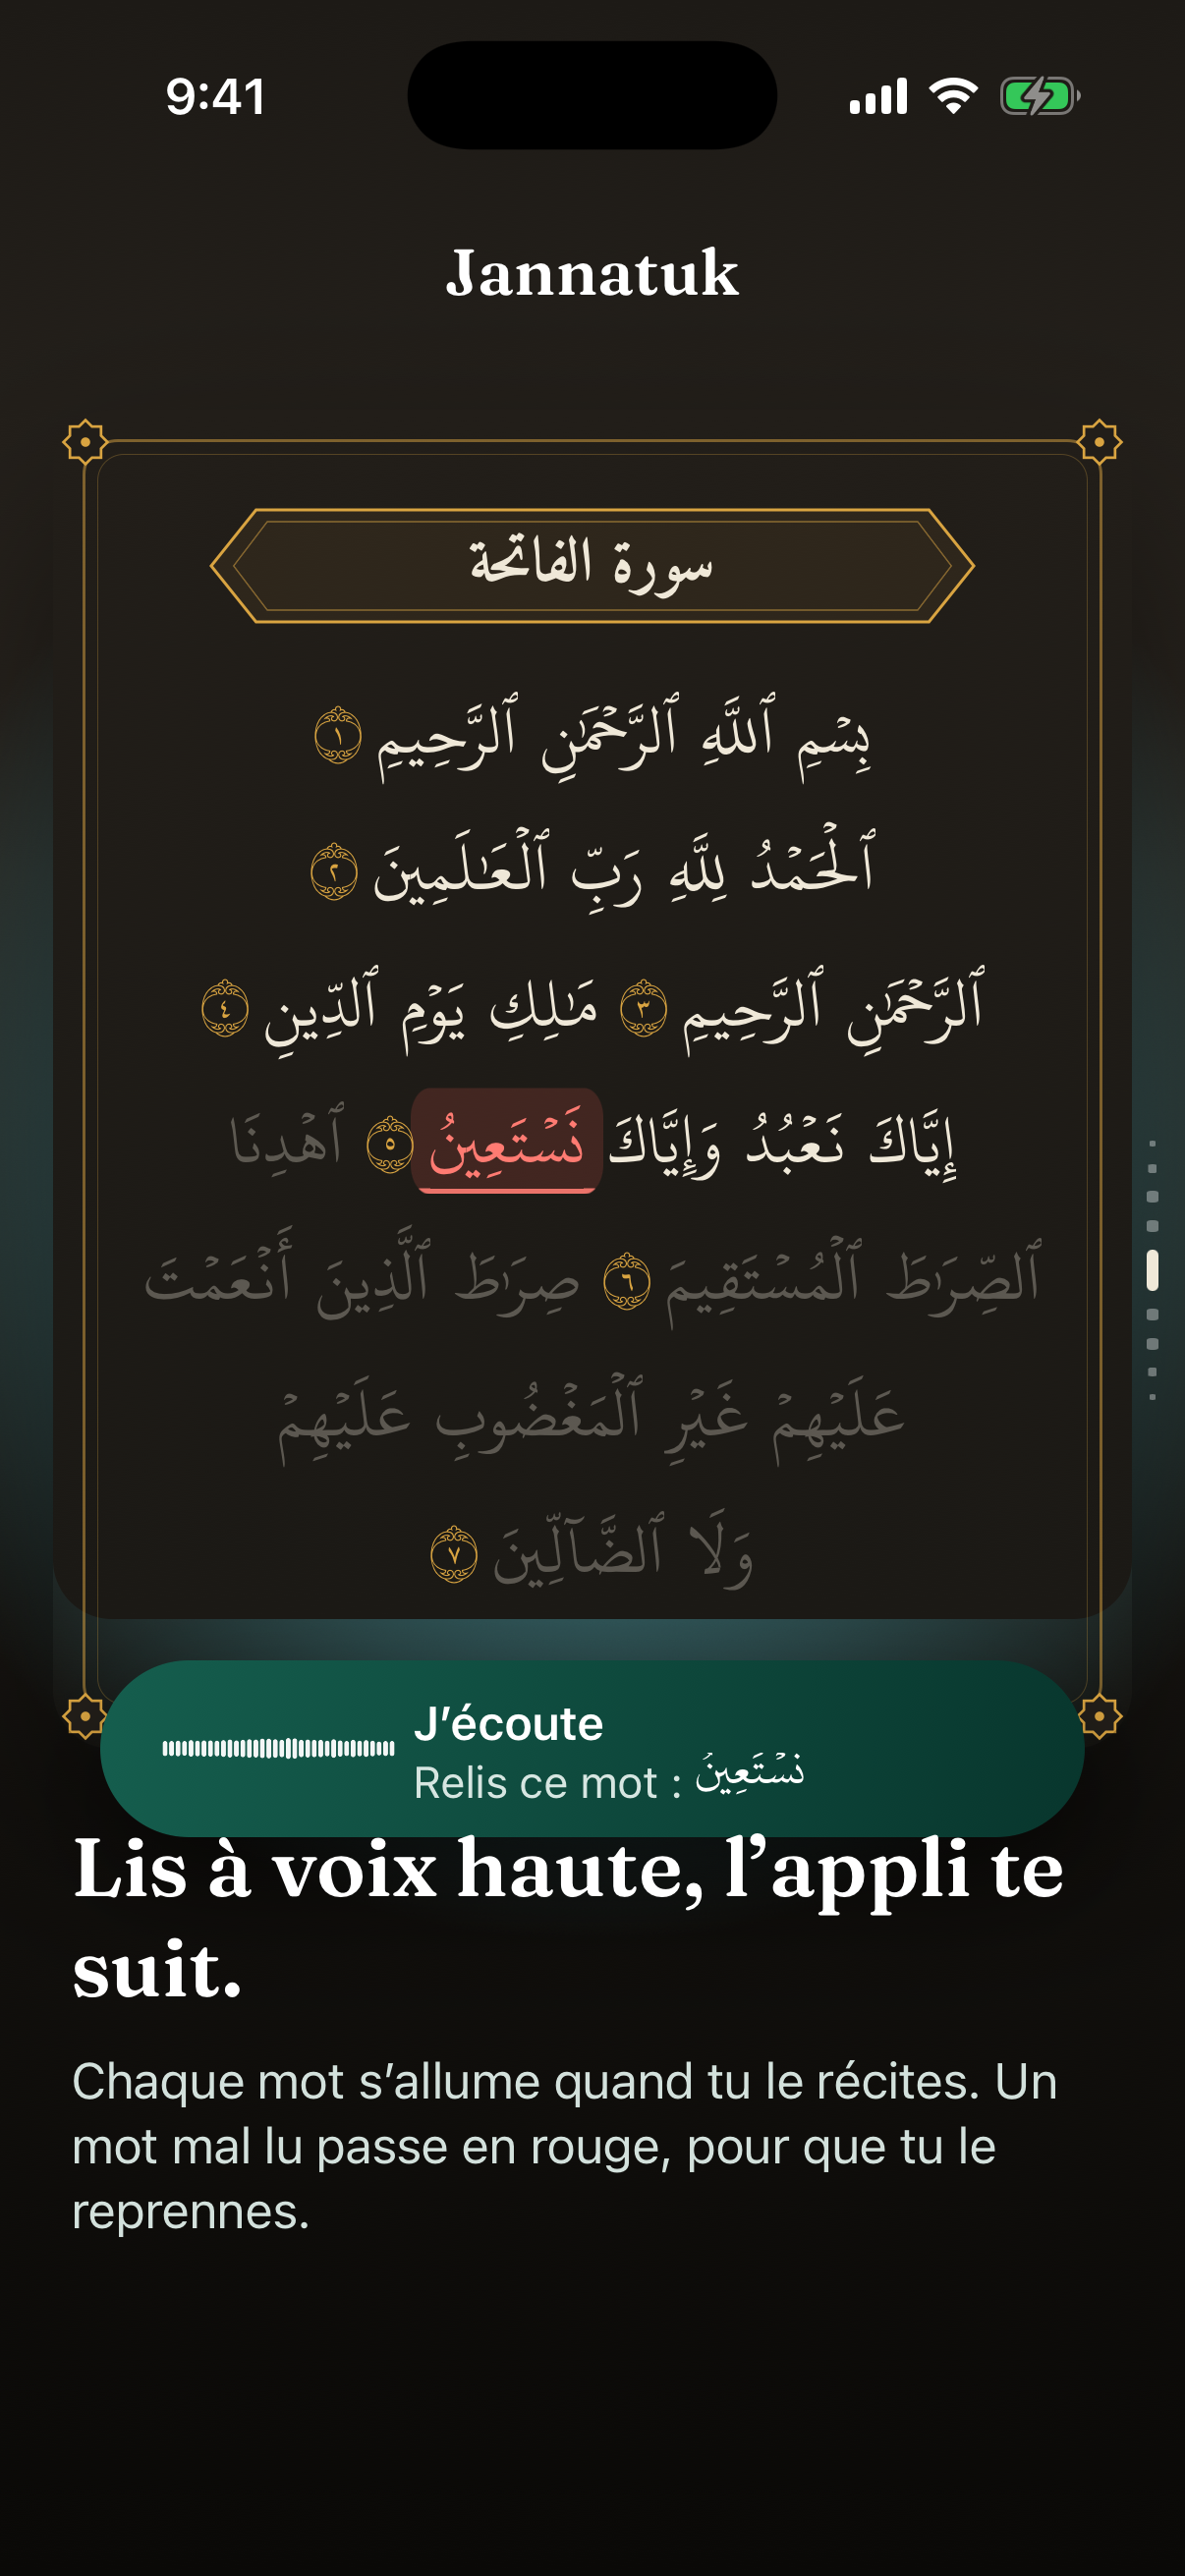 9:41
Jannatuk
سورة الفاتحة
بِسۡمِ ٱللَّهِ ٱلرَّحۡمَٰنِ ٱلرَّحِيمِ ١
ٱلۡحَمۡدُ لِلَّهِ رَبِّ ٱلۡعَٰلَمِينَ ٢
ٱلرَّحۡمَٰنِ ٱلرَّحِيمِ ٣ مَٰلِكِ يَوۡمِ ٱلدِّينِ ٤
إِيَّاكَ نَعۡبُدُ وَإِيَّاكَ نَسۡتَعِينُ ٥ ٱهۡدِنَا
ٱلصِّرَٰطَ ٱلۡمُسۡتَقِيمَ ٦ صِرَٰطَ ٱلَّذِينَ أَنۡعَمۡتَ
عَلَيۡهِمۡ غَيۡرِ ٱلۡمَغۡضُوبِ عَلَيۡهِمۡ
وَلَا ٱلضَّآلِّينَ ٧
J’écoute
Relis ce mot : نَسۡتَعِينُ
Lis à voix haute, l’appli te
suit.
Chaque mot s’allume quand tu le récites. Un
mot mal lu passe en rouge, pour que tu le
reprennes.